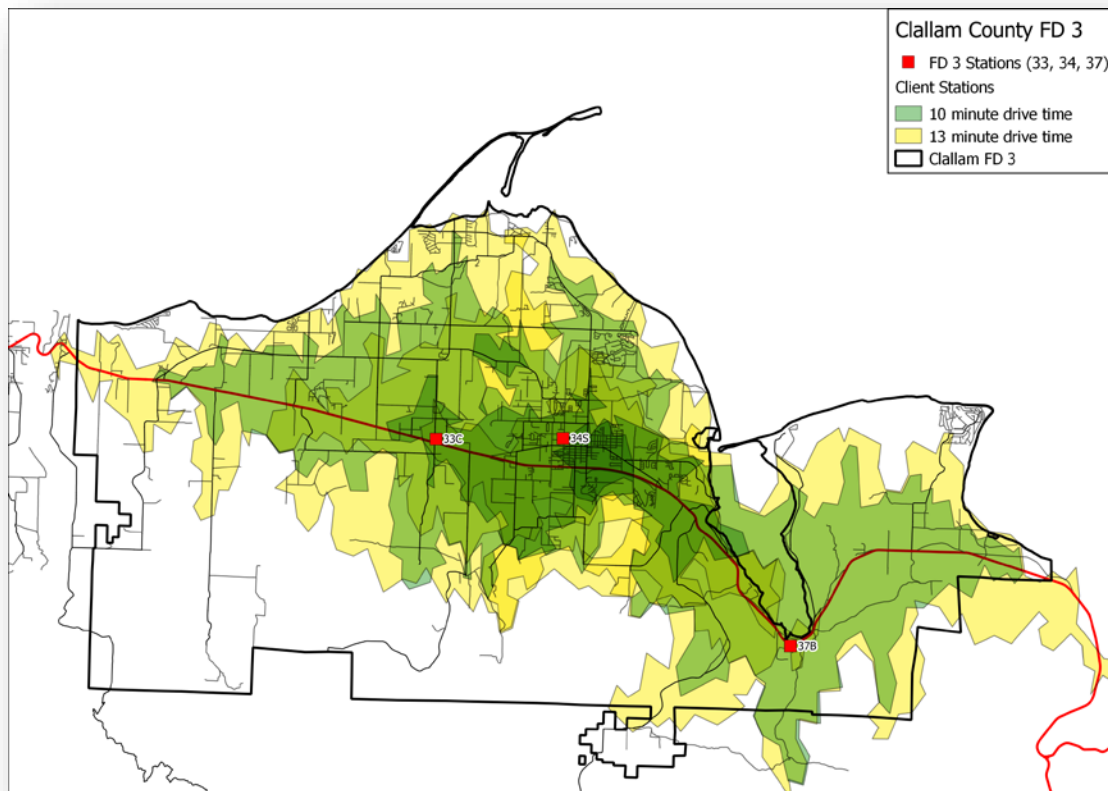 Clallam County FD 3
FD 3 Stations (33, 34, 37)
Client Stations
10 minute drive time
13 minute drive time
Clallam FD 3
33C
34S
37B